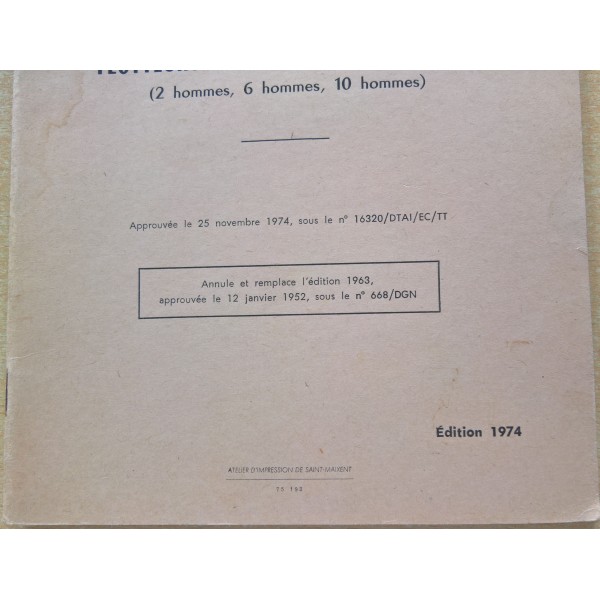 (2 hommes, 6 hommes, 10 hommes)
Approuvée le 25 novembre 1974, sous le n° 16320/DTAI/EC/TT
Annule et remplace l'édition 1963,
approuvée le 12 janvier 1952, sous le n° 668/DGN
Édition 1974
ATELIER D'IMPRESSION DE SAINT-MAIXENT